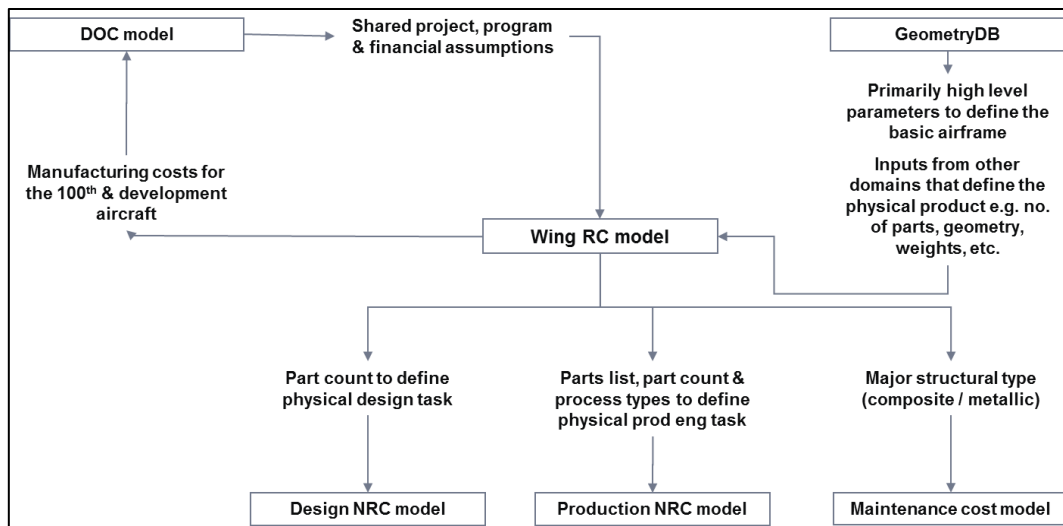 DOC model
Shared project, program
& financial assumptions
GeometryDB
Primarily high level
parameters to define the
basic airframe
Manufacturing costs for
the 100th & development
aircraft
Inputs from other
domains that define the
physical product e.g. no.
of parts, geometry,
weights, etc.
Wing RC model
Part count to define
physical design task
Parts list, part count &
process types to define
physical prod eng task
Major structural type
(composite / metallic)
Design NRC model
Production NRC model
Maintenance cost model